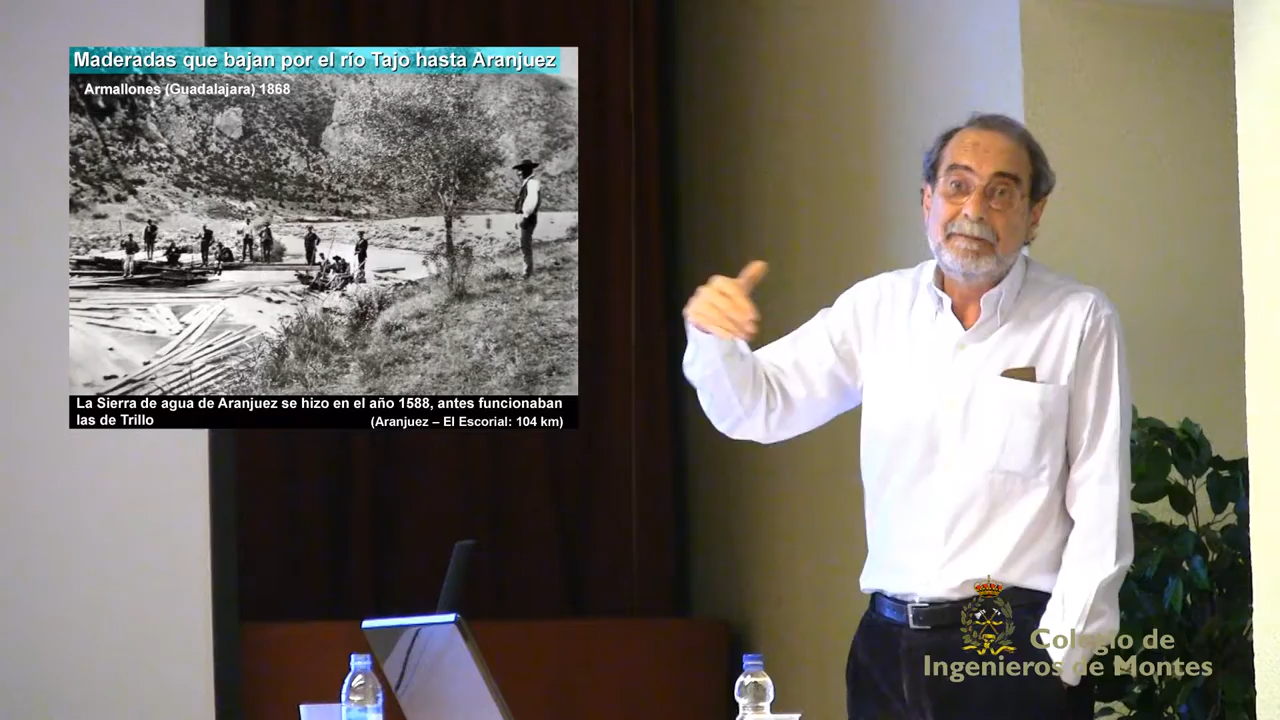 Maderadas que bajan por el río Tajo hasta Aranjuez
Armallones (Guadalajara) 1868
La Sierra de agua de Aranjuez se hizo en el año 1588, antes funcionaban
las de Trillo
(Aranjuez – El Escorial: 104 km)
Colegio de
Ingenieros de Montes